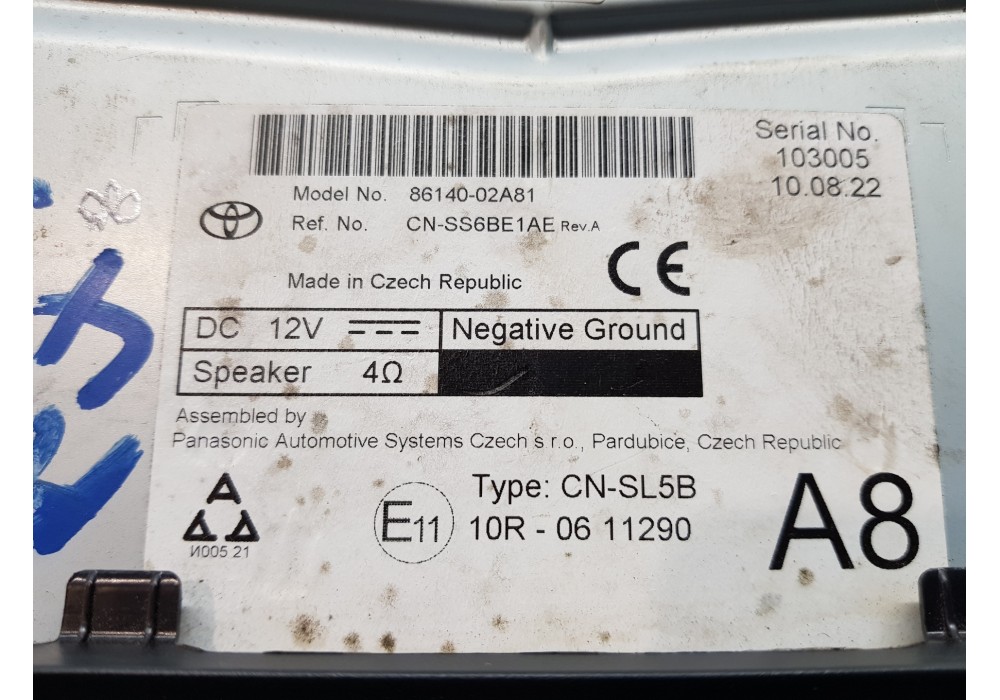 Serial No.
103005
10.08.22
Model No. 86140-02A81
Ref. No. CN-SS6BE1AE Rev.A
CE
Made in Czech Republic
DC 12V Negative Ground
Speaker 4Ω
Assembled by
Panasonic Automotive Systems Czech s r.o., Pardubice, Czech Republic
Type: CN-SL5B
E11 10R - 06 11290
A8
И005 21